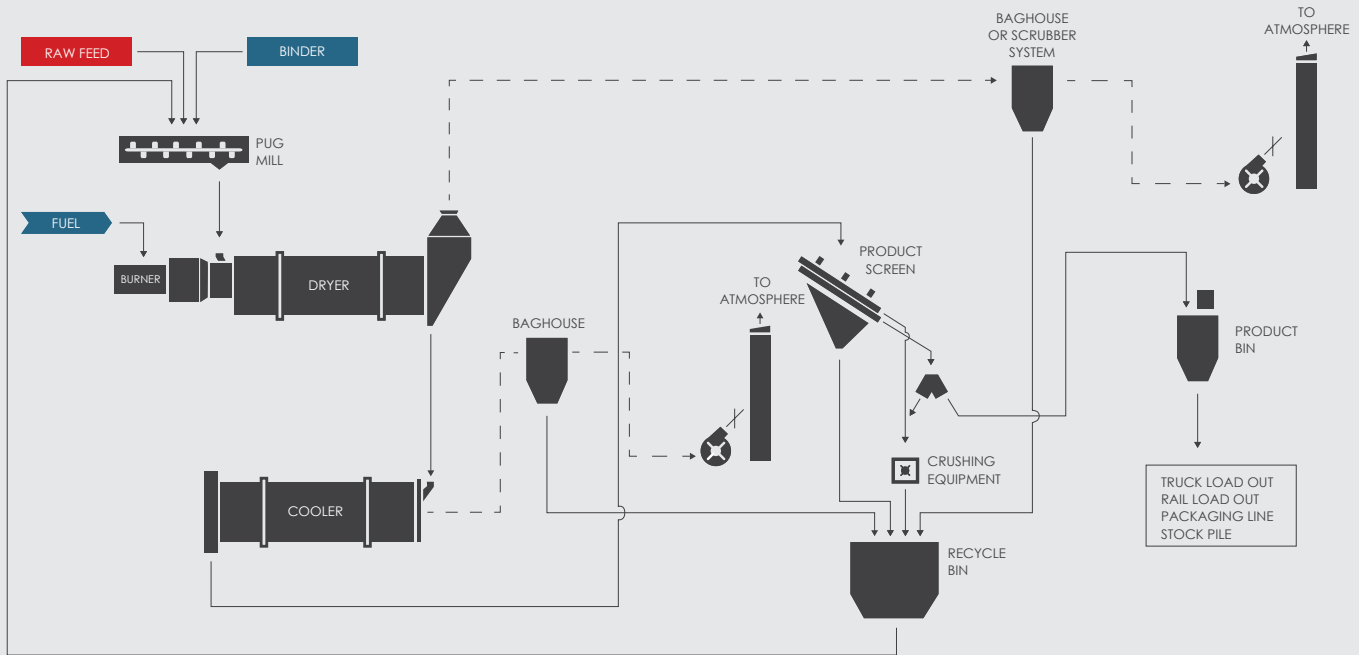 BAGHOUSE
OR SCRUBBER
SYSTEM
TO
ATMOSPHERE
RAW FEED
BINDER
PUG
MILL
FUEL
BURNER
DRYER
PRODUCT
SCREEN
TO
ATMOSPHERE
BAGHOUSE
PRODUCT
BIN
CRUSHING
EQUIPMENT
COOLER
TRUCK LOAD OUT
RAIL LOAD OUT
PACKAGING LINE
STOCK PILE
RECYCLE
BIN